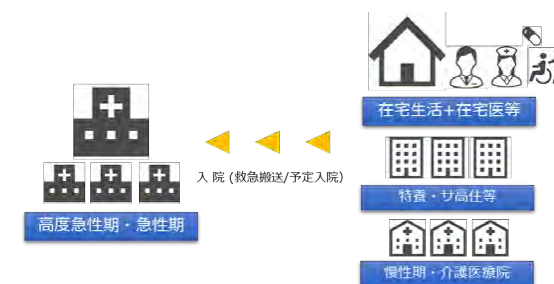 在宅生活+在宅医等
入 院 (救急搬送/予定入院)
特養・サ高住等
高度急性期・急性期
慢性期・介護医療院